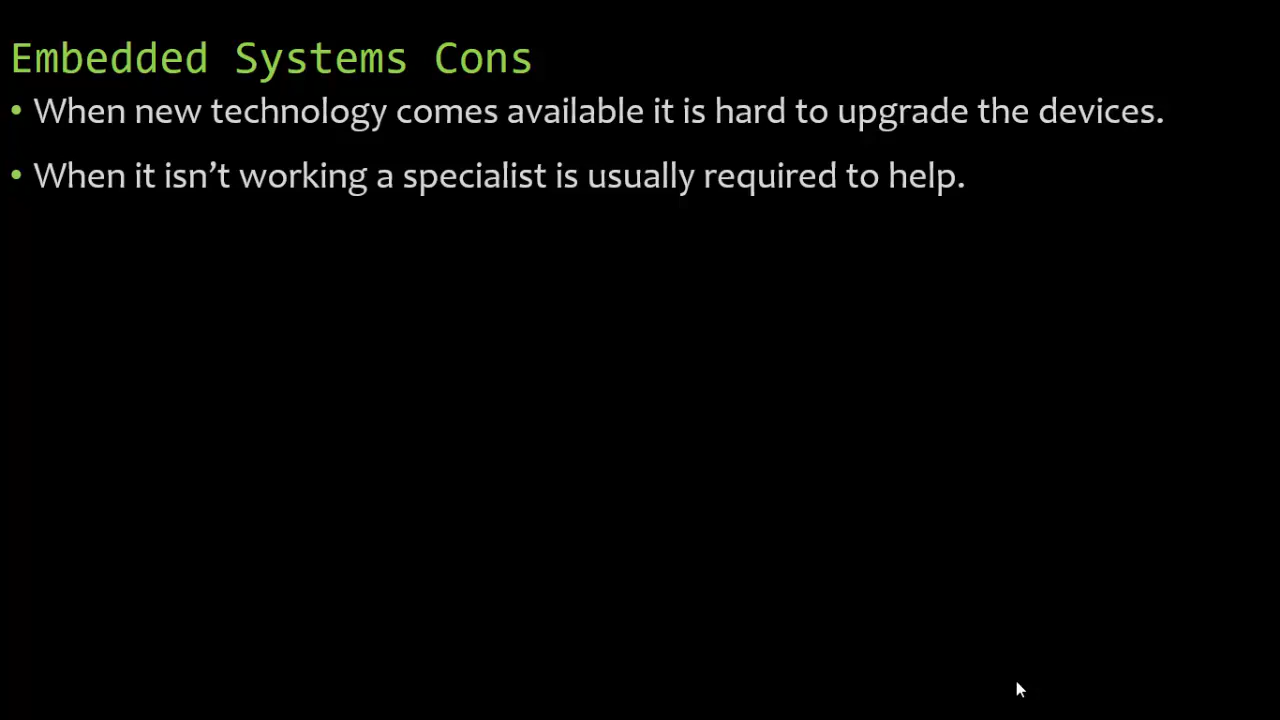 Embedded Systems Cons
• When new technology comes available it is hard to upgrade the devices.
• When it isn’t working a specialist is usually required to help.